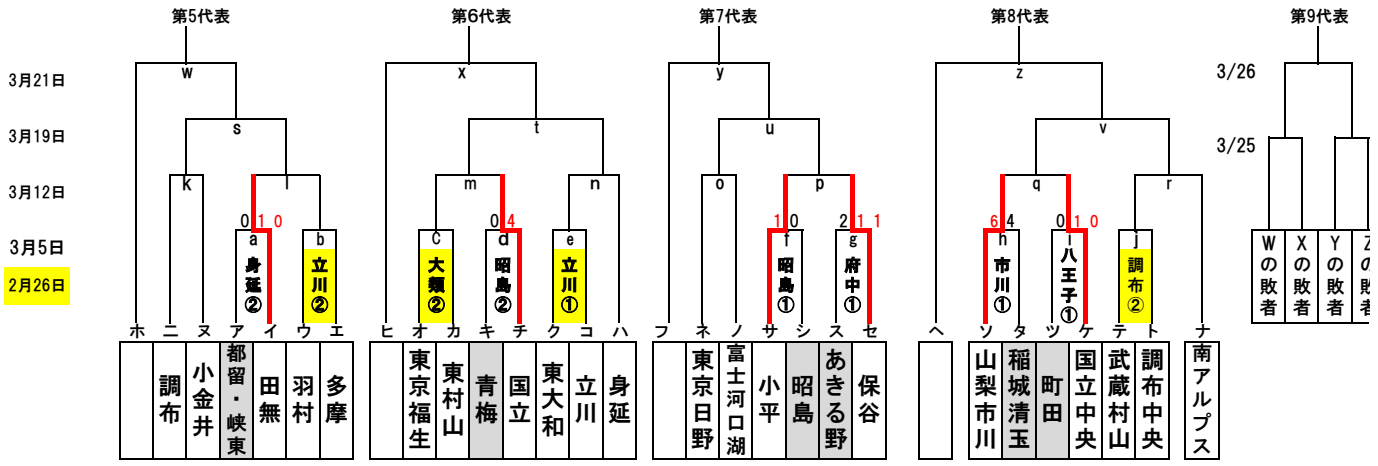 第5代表 第6代表 第7代表 第8代表 第9代表
3月21日 w x y z 3/26
3月19日 s t u v 3/25
3月12日 k l m n o p q r
0 1 0 0 4 1 0 2 1 1 6 4 0 1 0
3月5日 a b c d e f g h i j
2月26日 身延② 立川② 大類② 昭島② 立川① 昭島① 府中① 市川① 八王子① 調布②
Wの敗者 Xの敗者 Yの敗者 Zの敗者
ホ ニ ヌ ア イ ウ エ ヒ オ カ キ チ ク コ ハ フ ネ ノ サ シ ス セ ヘ ソ タ ツ ケ テ ト ナ
調布 小金井 都留・峡東 田無 羽村 多摩 東京福生 東村山 青梅 国立 東大和 立川 身延 東京日野 富士河口湖 小平 昭島 あきる野 保谷 山梨市川 稲城清玉 町田 国立中央 武蔵村山 調布中央 南アルプス